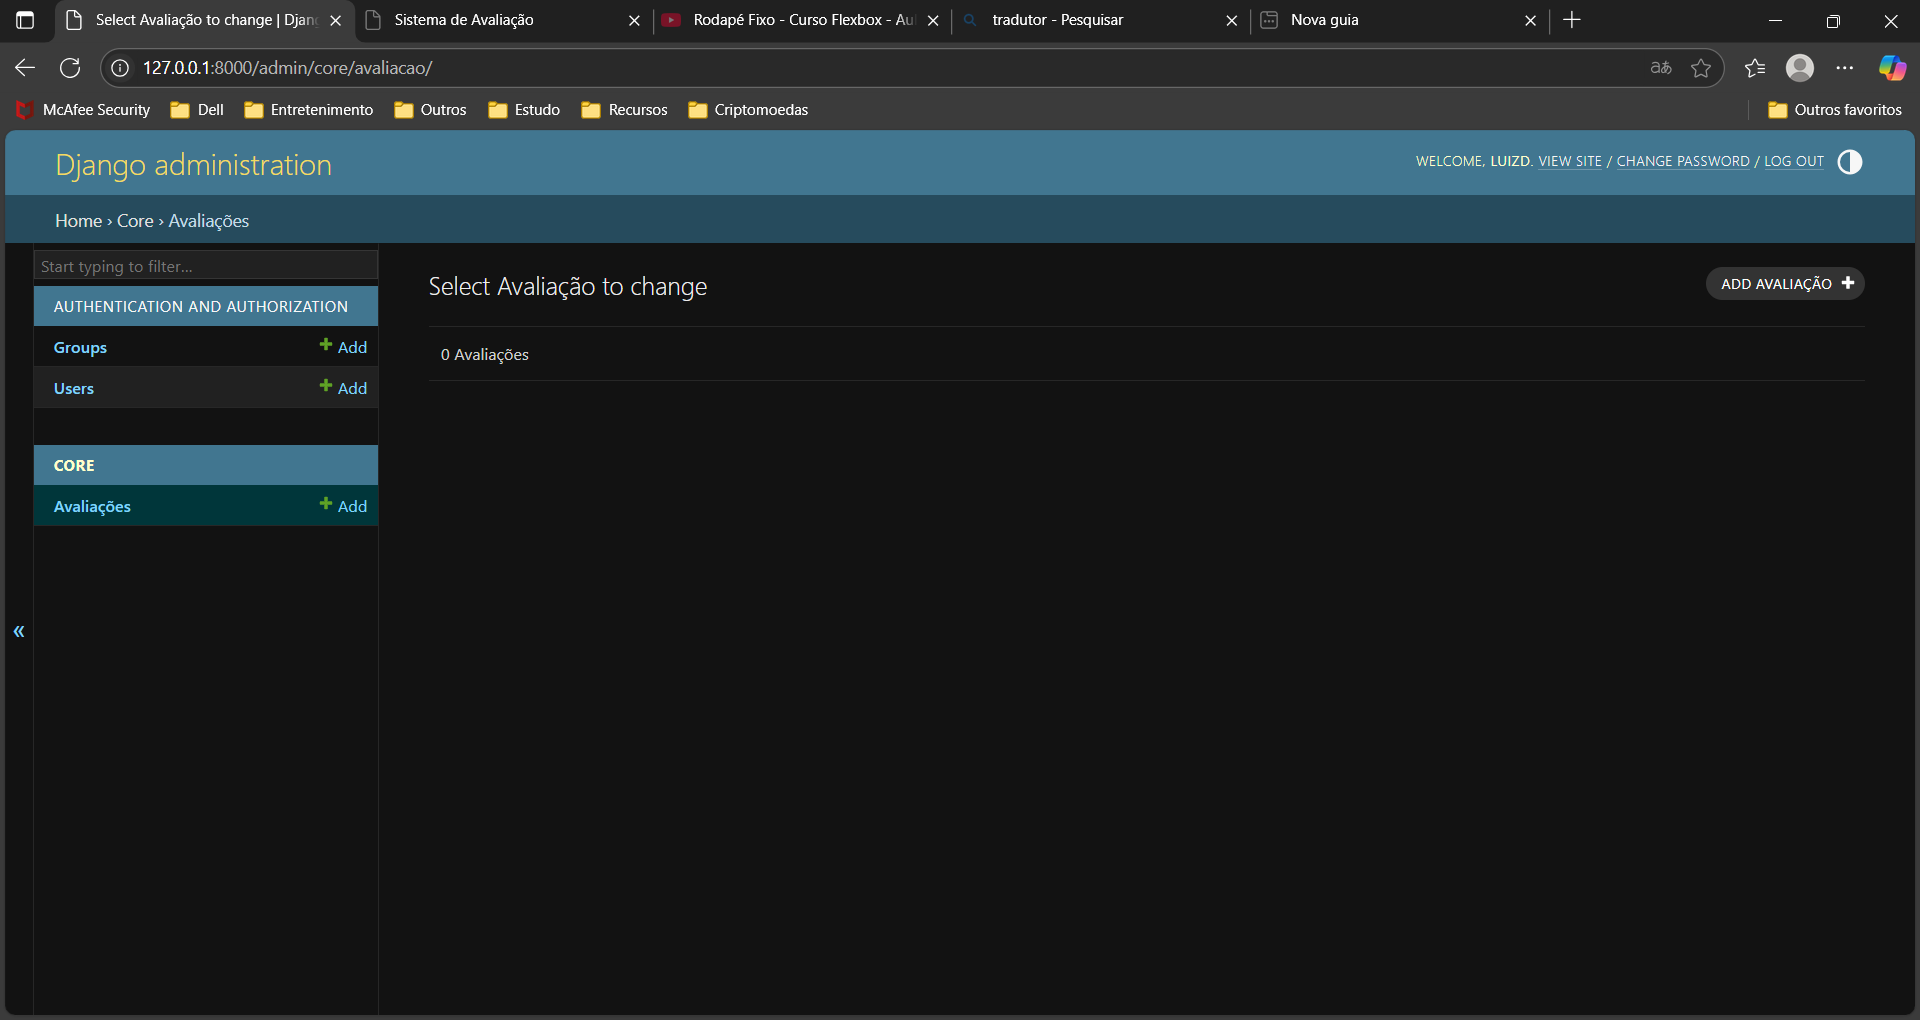 Select Avaliação to change | Djan
Sistema de Avaliação
Rodapé Fixo - Curso Flexbox - Au
tradutor - Pesquisar
Nova guia
127.0.0.1:8000/admin/core/avaliacao/
aあ
McAfee Security
Dell
Entretenimento
Outros
Estudo
Recursos
Criptomoedas
Outros favoritos
Django administration
WELCOME, LUIZD. VIEW SITE / CHANGE PASSWORD / LOG OUT
Home › Core › Avaliações
Start typing to filter...
AUTHENTICATION AND AUTHORIZATION
Groups
Add
Users
Add
CORE
Avaliações
Add
«
Select Avaliação to change
ADD AVALIAÇÃO +
0 Avaliações